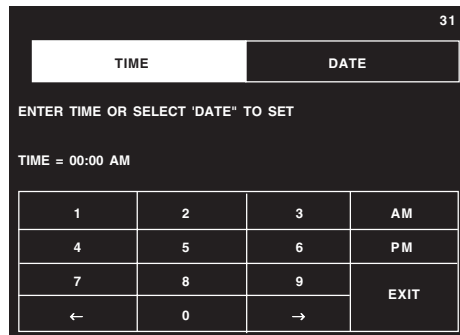 31
TIME DATE
ENTER TIME OR SELECT 'DATE" TO SET
TIME = 00:00 AM
1 2 3 AM
4 5 6 PM
7 8 9
EXIT
← 0 →